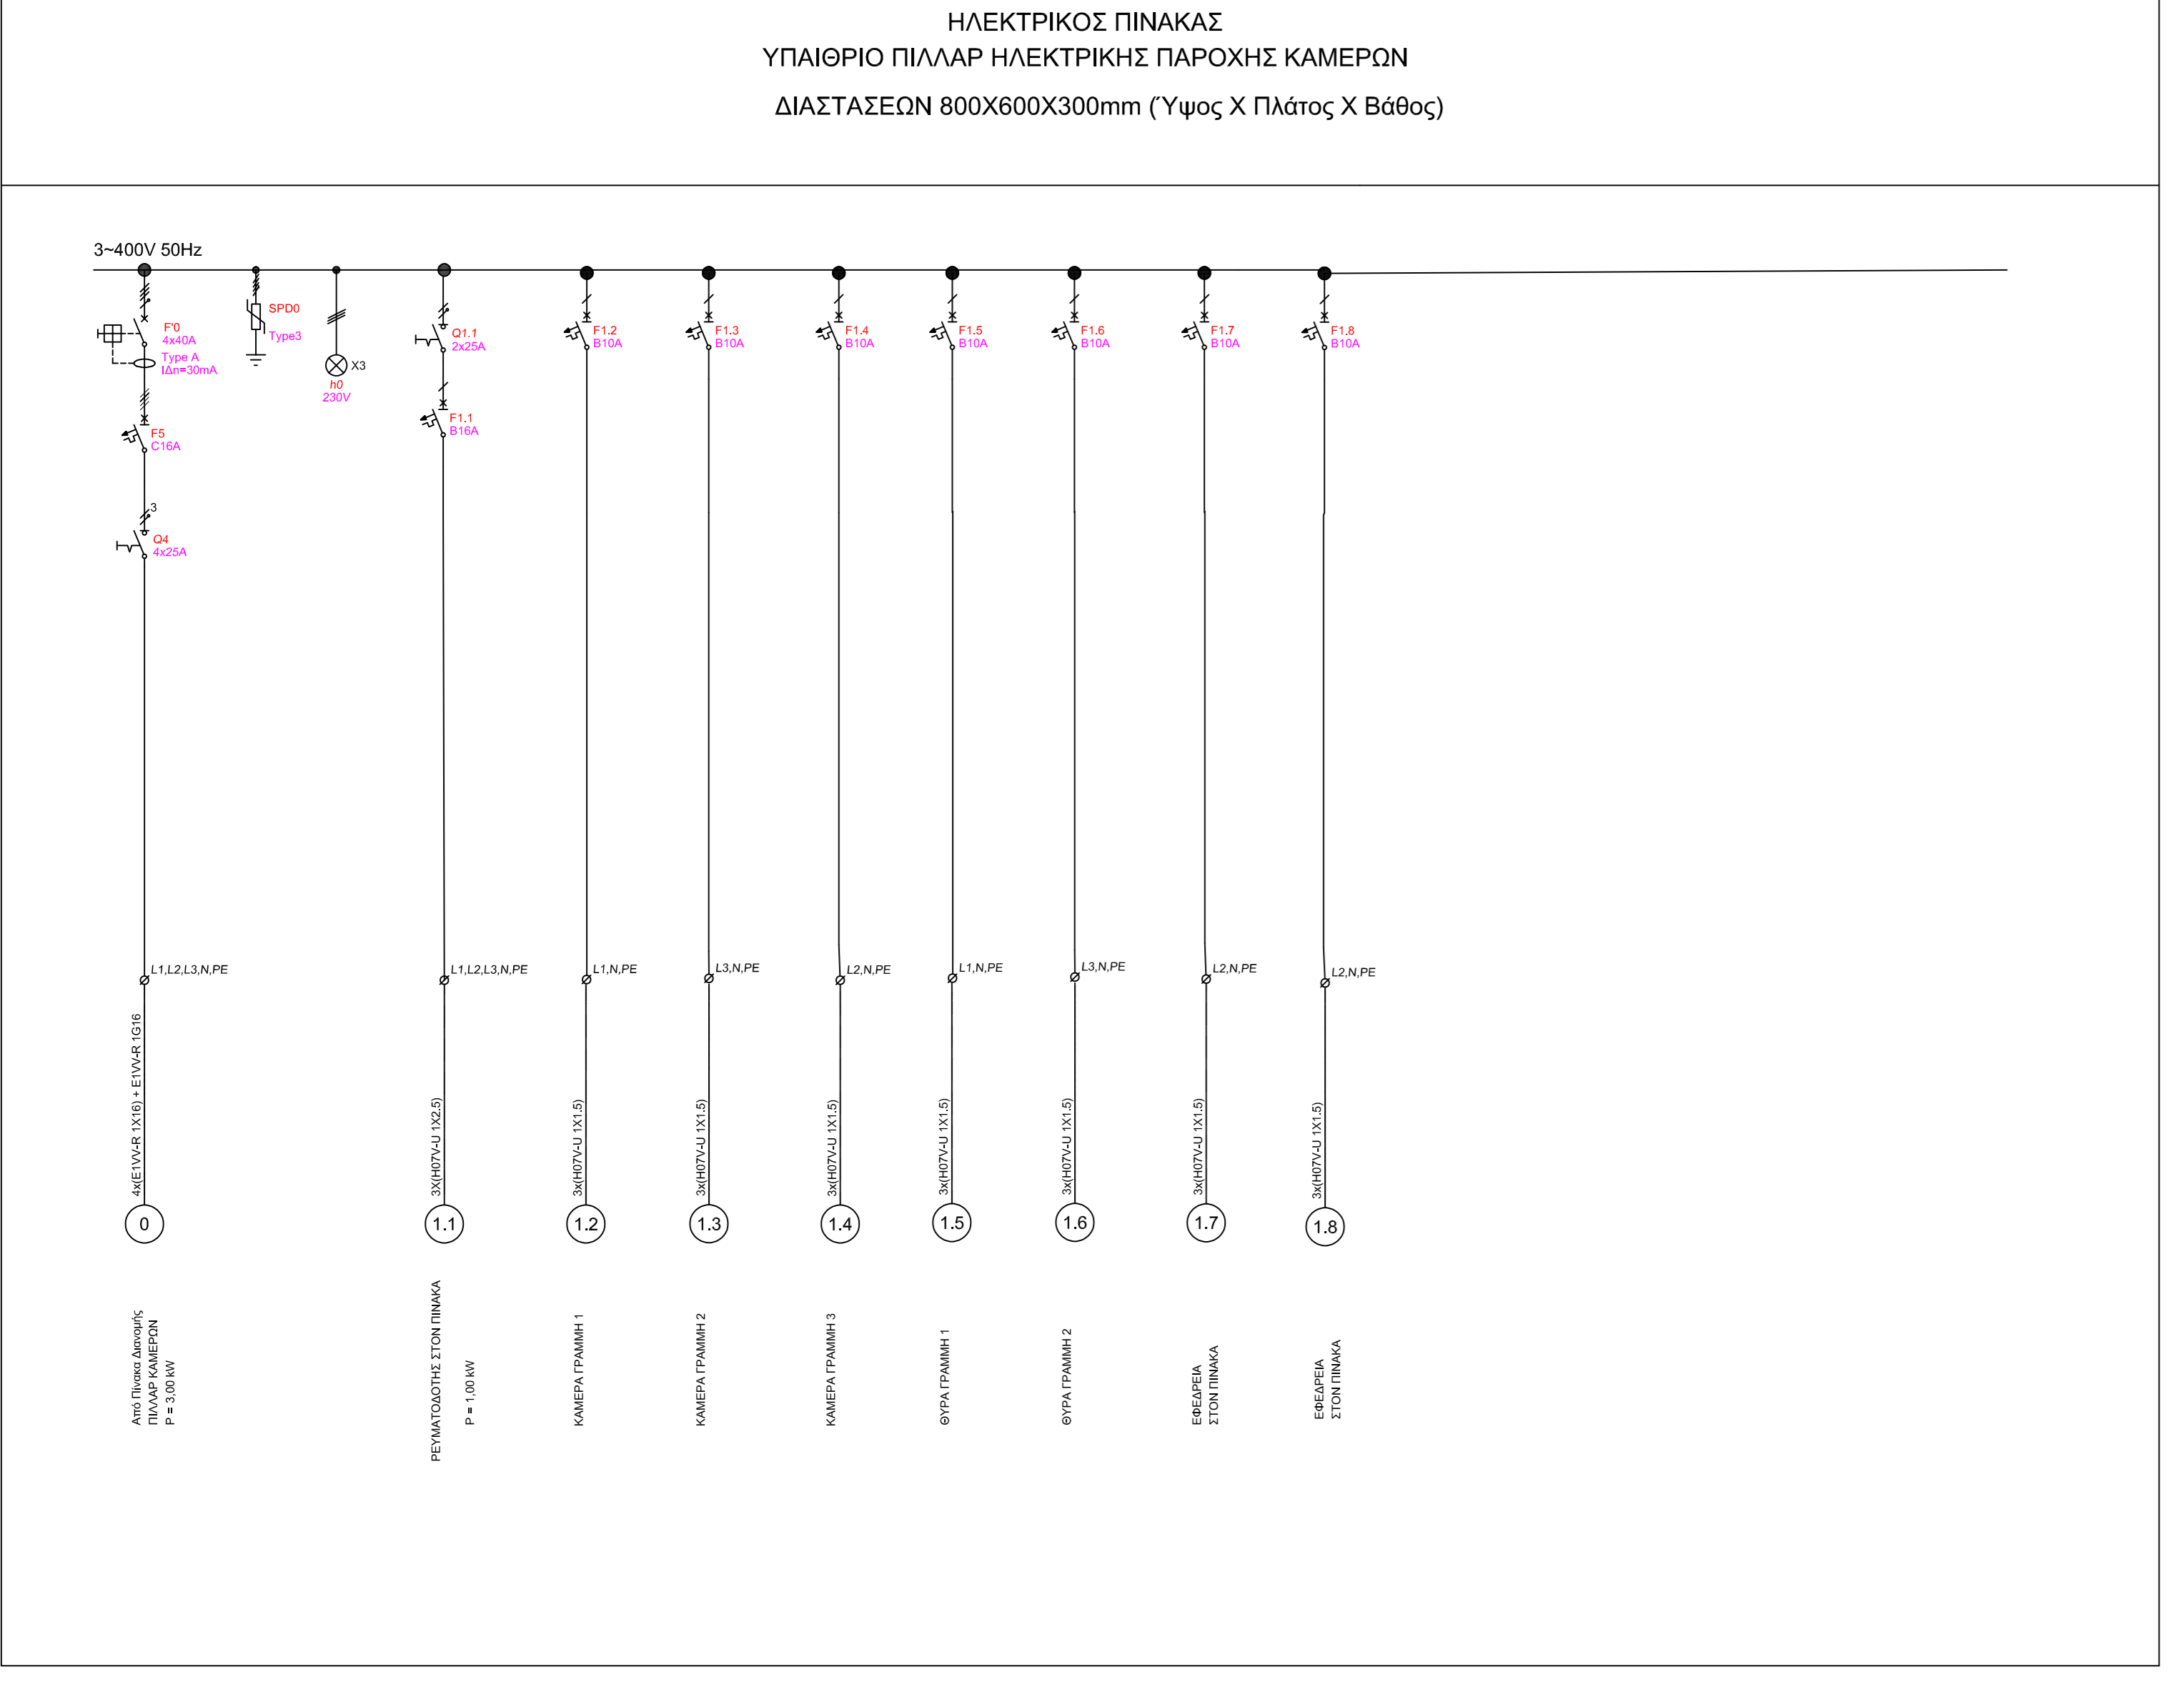 ΗΛΕΚΤΡΙΚΟΣ ΠΙΝΑΚΑΣ
ΥΠΑΙΘΡΙΟ ΠΙΛΛΑΡ ΗΛΕΚΤΡΙΚΗΣ ΠΑΡΟΧΗΣ ΚΑΜΕΡΩΝ
ΔΙΑΣΤΑΣΕΩΝ 800Χ600Χ300mm (Ύψος Χ Πλάτος Χ Βάθος)
3~400V 50Hz
F'0
4x40A
Type A
IΔn=30mA
F5
C16A
3
Q4
4x25A
SPD0
Type3
X3
h0
230V
Q1.1
2x25A
F1.1
B16A
F1.2
B10A
F1.3
B10A
F1.4
B10A
F1.5
B10A
F1.6
B10A
F1.7
B10A
F1.8
B10A
L1,L2,L3,N,PE
L1,L2,L3,N,PE
L1,N,PE
L3,N,PE
L2,N,PE
L1,N,PE
L3,N,PE
L2,N,PE
L2,N,PE
4x(E1VV-R 1X16) + E1VV-R 1G16
3X(H07V-U 1X2.5)
3x(H07V-U 1X1.5)
3x(H07V-U 1X1.5)
3x(H07V-U 1X1.5)
3x(H07V-U 1X1.5)
3x(H07V-U 1X1.5)
3x(H07V-U 1X1.5)
3x(H07V-U 1X1.5)
0
1.1
1.2
1.3
1.4
1.5
1.6
1.7
1.8
Από Πίνακα Διανομής
ΠΙΛΛΑΡ ΚΑΜΕΡΩΝ
P = 3,00 kW
ΡΕΥΜΑΤΟΔΟΤΗΣ ΣΤΟΝ ΠΙΝΑΚΑ
P = 1,00 kW
ΚΑΜΕΡΑ ΓΡΑΜΜΗ 1
ΚΑΜΕΡΑ ΓΡΑΜΜΗ 2
ΚΑΜΕΡΑ ΓΡΑΜΜΗ 3
ΘΥΡΑ ΓΡΑΜΜΗ 1
ΘΥΡΑ ΓΡΑΜΜΗ 2
ΕΦΕΔΡΕΙΑ
ΣΤΟΝ ΠΙΝΑΚΑ
ΕΦΕΔΡΕΙΑ
ΣΤΟΝ ΠΙΝΑΚΑ